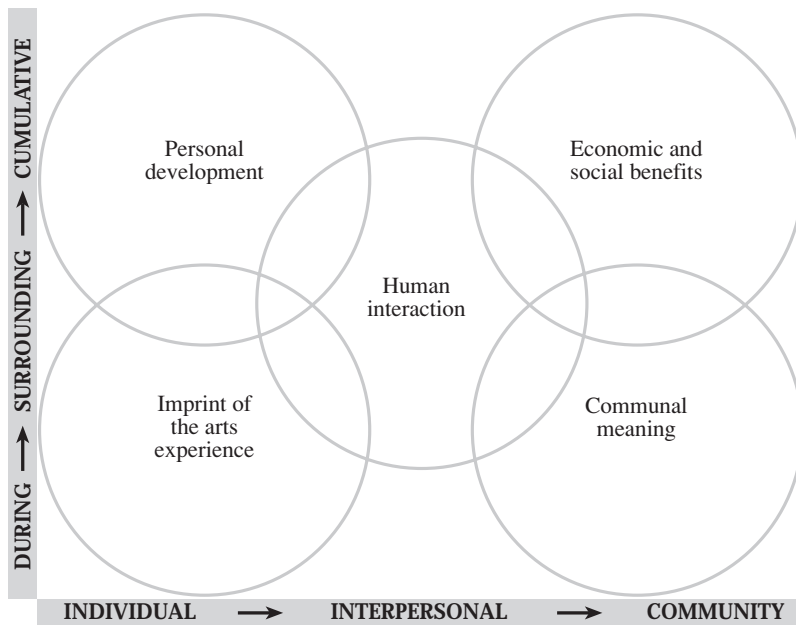 CUMULATIVE
SURROUNDING
DURING
Personal
development
Economic and
social benefits
Human
interaction
Imprint of
the arts
experience
Communal
meaning
INDIVIDUAL
INTERPERSONAL
COMMUNITY